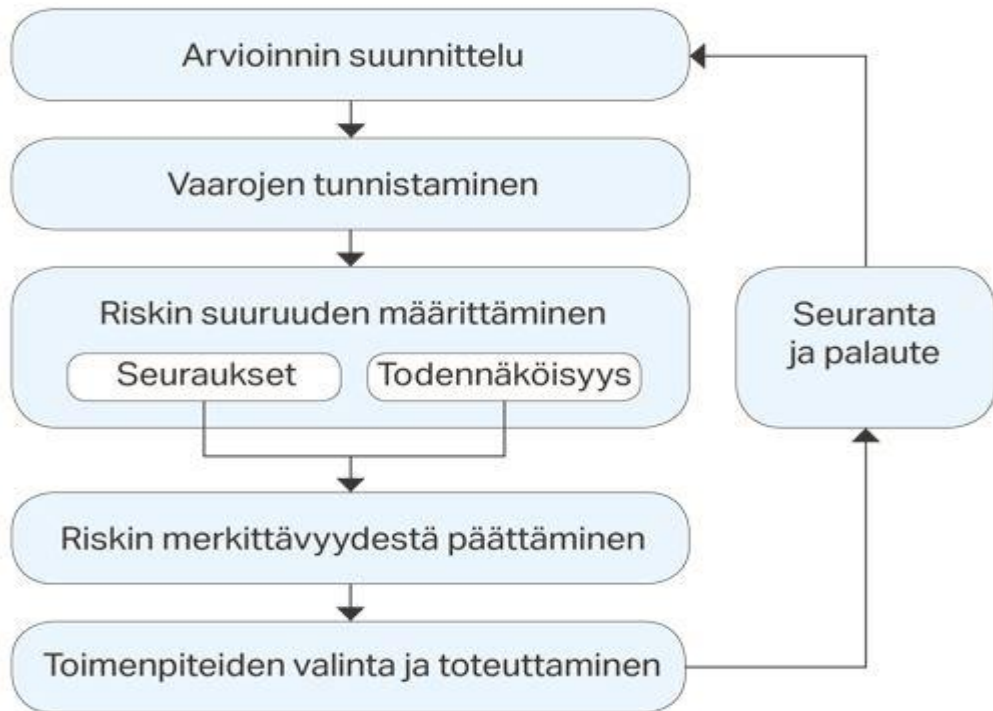 Arvioinnin suunnittelu
Vaarojen tunnistaminen
Riskin suuruuden määrittäminen
Seuraukset
Todennäköisyys
Riskin merkittävyydestä päättäminen
Toimenpiteiden valinta ja toteuttaminen
Seuranta
ja palaute